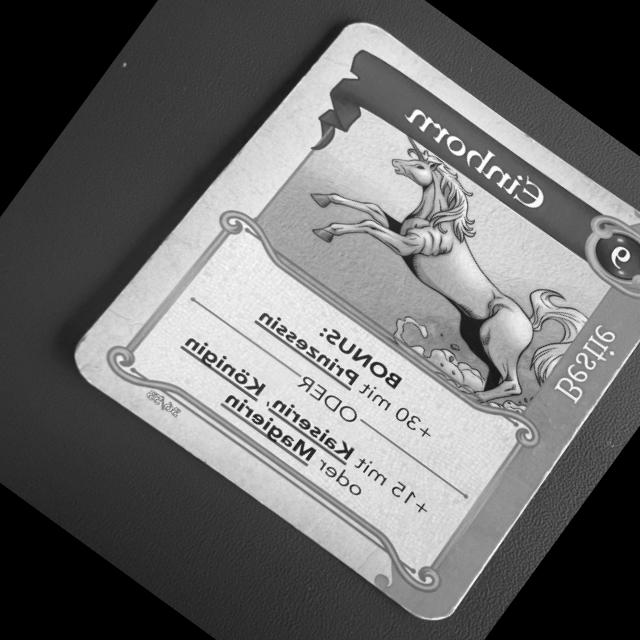 9
Einhorn
Bestie
BONUS:
+30 mit Prinzessin
ODER
+15 mit Kaiserin, Königin
oder Magierin